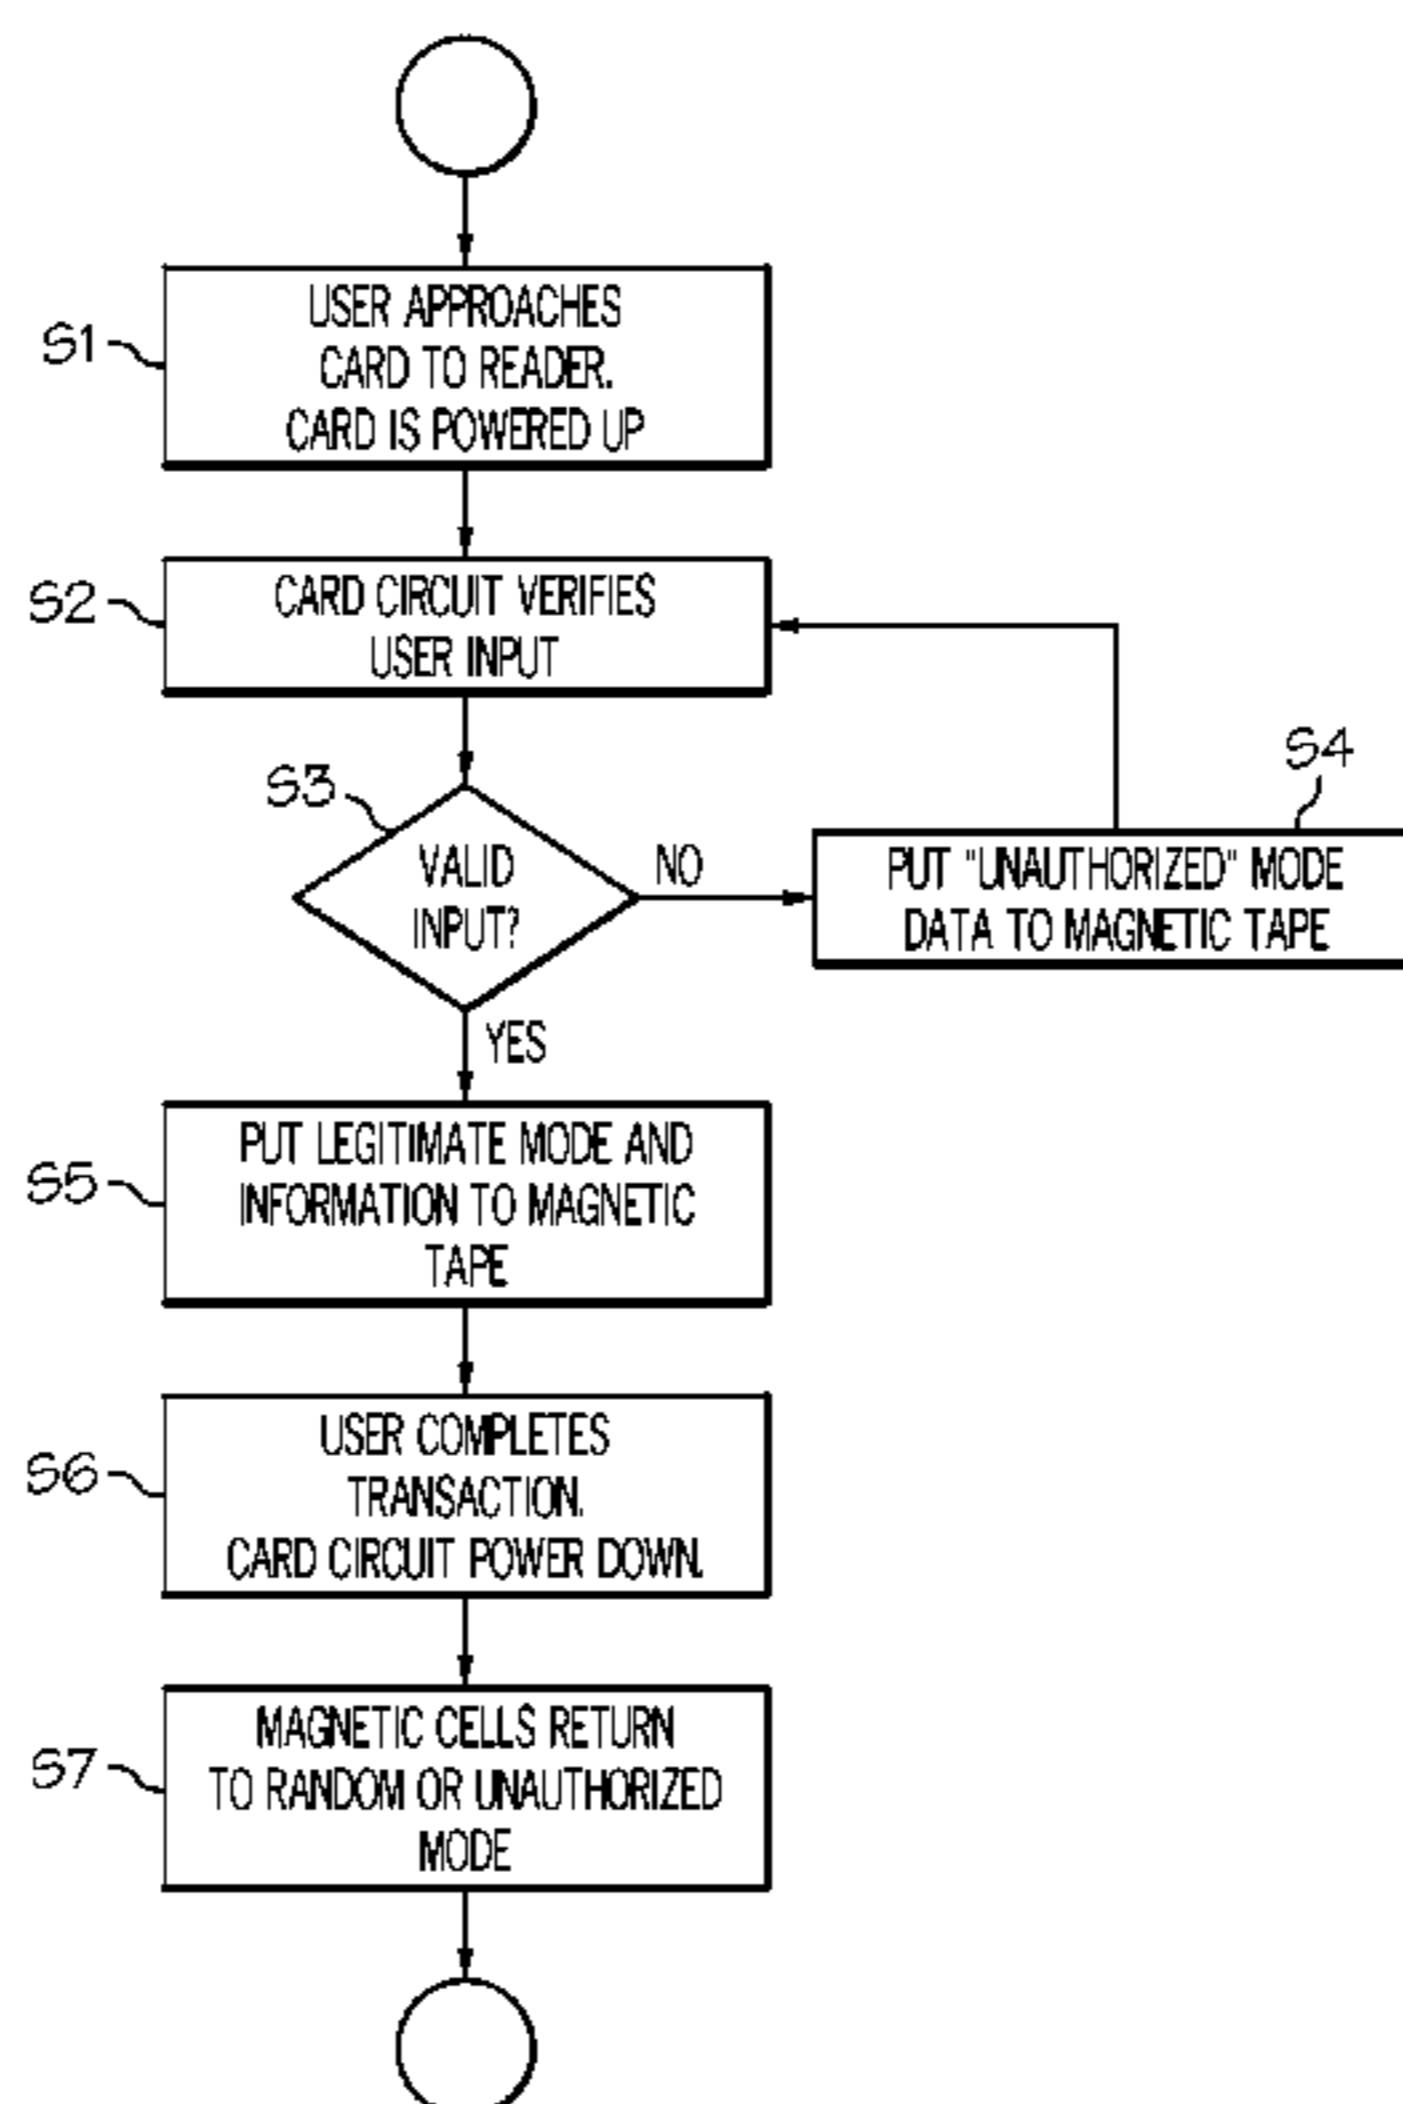 S1
USER APPROACHES
CARD TO READER.
CARD IS POWERED UP
S2
CARD CIRCUIT VERIFIES
USER INPUT
S3
VALID
INPUT?
NO
S4
PUT "UNAUTHORIZED" MODE
DATA TO MAGNETIC TAPE
YES
S5
PUT LEGITIMATE MODE AND
INFORMATION TO MAGNETIC
TAPE
S6
USER COMPLETES
TRANSACTION.
CARD CIRCUIT POWER DOWN.
S7
MAGNETIC CELLS RETURN
TO RANDOM OR UNAUTHORIZED
MODE